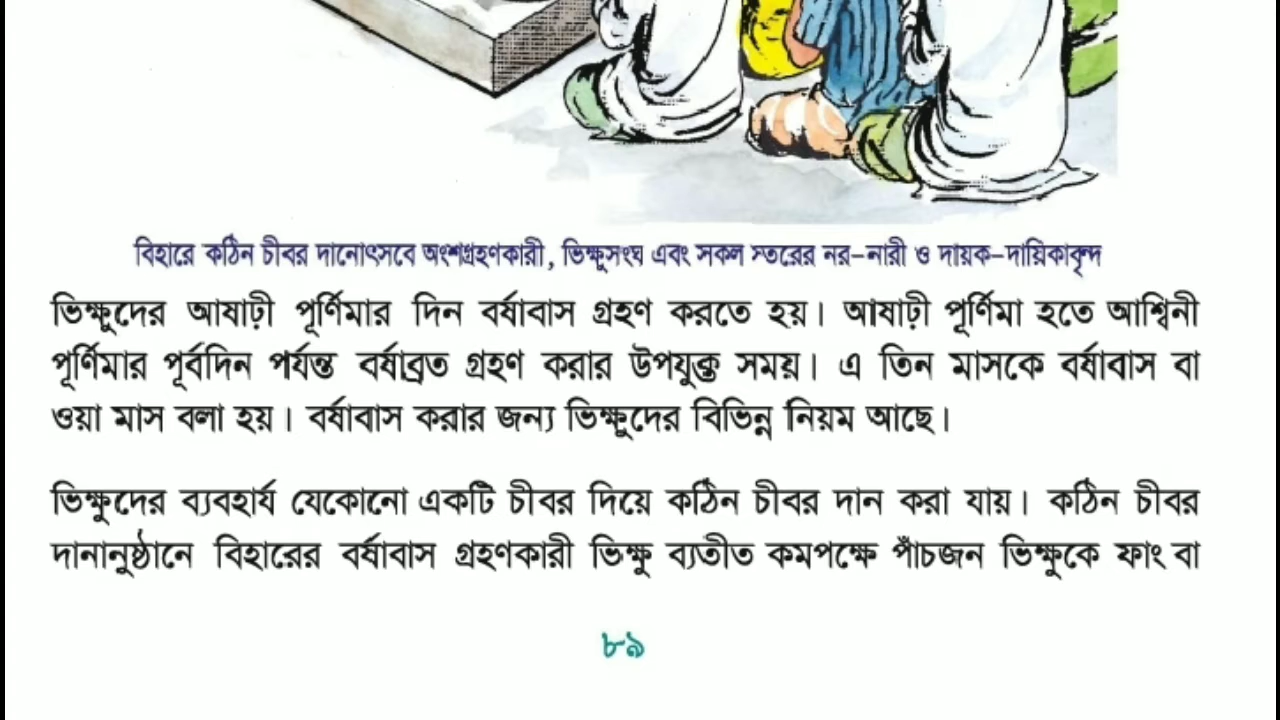 বিহারে কঠিন চীবর দানোৎসবে অংশগ্রহণকারী, ভিক্ষুসংঘ এবং সকল স্তরের নর-নারী ও দায়ক-দায়িকাবৃন্দ
ভিক্ষুদের আষাঢ়ী পূর্ণিমার দিন বর্ষাবাস গ্রহণ করতে হয়। আষাঢ়ী পূর্ণিমা হতে আশ্বিনী
পূর্ণিমার পূর্বদিন পর্যন্ত বর্ষাব্রত গ্রহণ করার উপযুক্ত সময়। এ তিন মাসকে বর্ষাবাস বা
ওয়া মাস বলা হয়। বর্ষাবাস করার জন্য ভিক্ষুদের বিভিন্ন নিয়ম আছে।
ভিক্ষুদের ব্যবহার্য যেকোনো একটি চীবর দিয়ে কঠিন চীবর দান করা যায়। কঠিন চীবর
দানানুষ্ঠানে বিহারের বর্ষাবাস গ্রহণকারী ভিক্ষু ব্যতীত কমপক্ষে পাঁচজন ভিক্ষুকে ফাং বা
৮৯